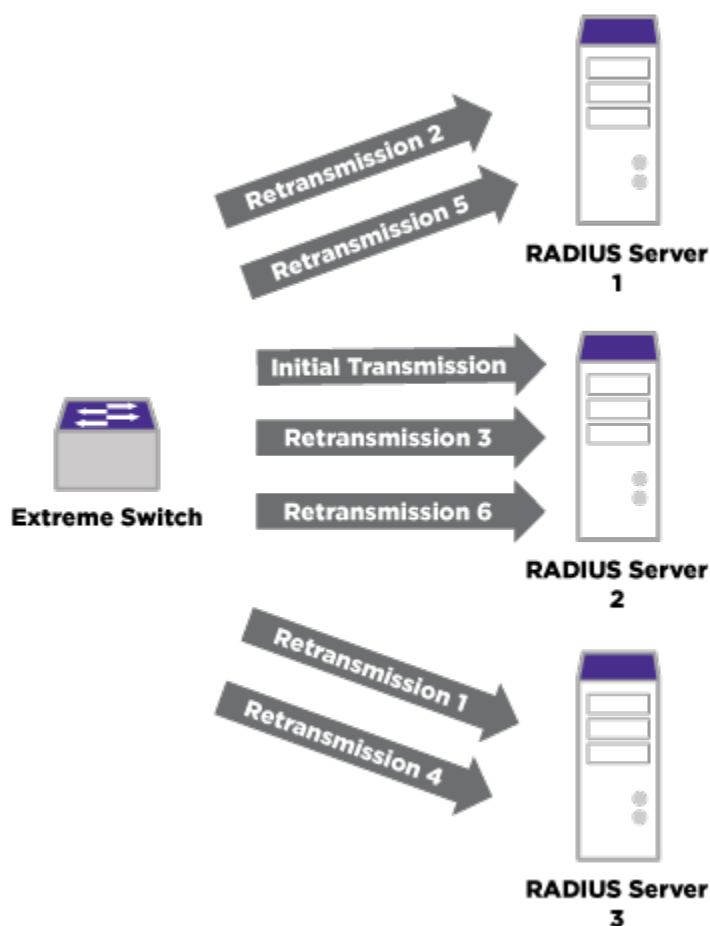 Retransmission 2
Retransmission 5
RADIUS Server
1
Initial Transmission
Retransmission 3
Retransmission 6
Extreme Switch
RADIUS Server
2
Retransmission 1
Retransmission 4
RADIUS Server
3